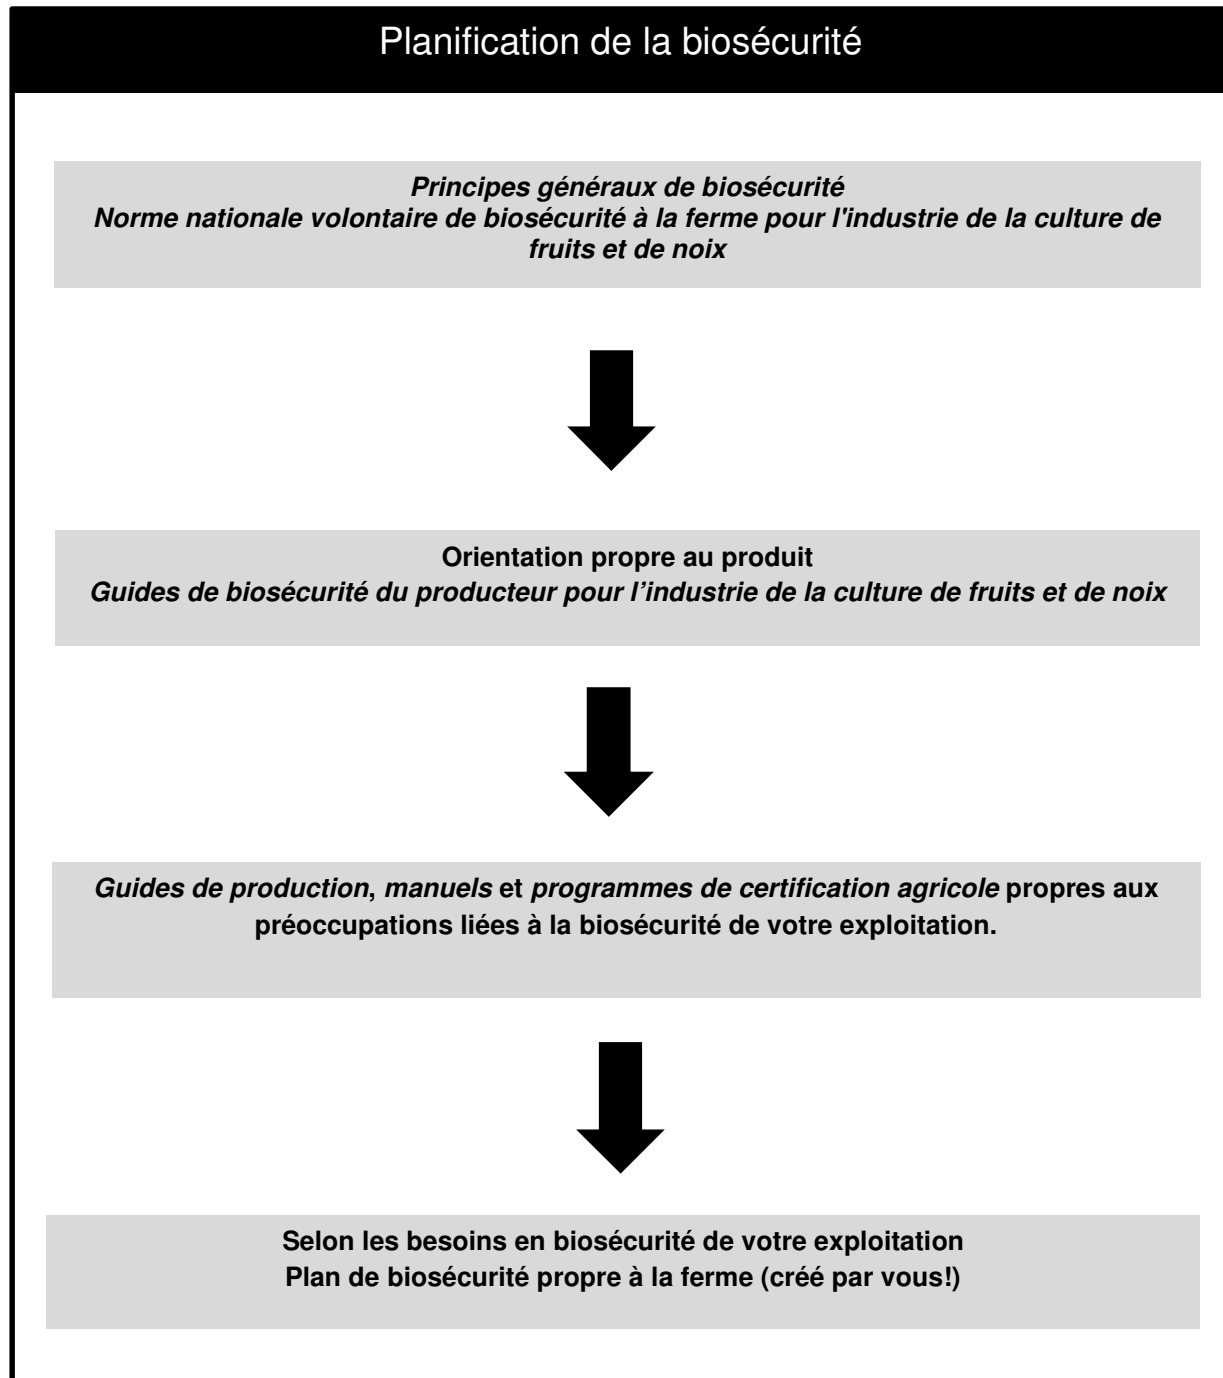 Planification de la biosécurité
Principes généraux de biosécurité
Norme nationale volontaire de biosécurité à la ferme pour l'industrie de la culture de
fruits et de noix
Orientation propre au produit
Guides de biosécurité du producteur pour l’industrie de la culture de fruits et de noix
Guides de production, manuels et programmes de certification agricole propres aux
préoccupations liées à la biosécurité de votre exploitation.
Selon les besoins en biosécurité de votre exploitation
Plan de biosécurité propre à la ferme (créé par vous!)